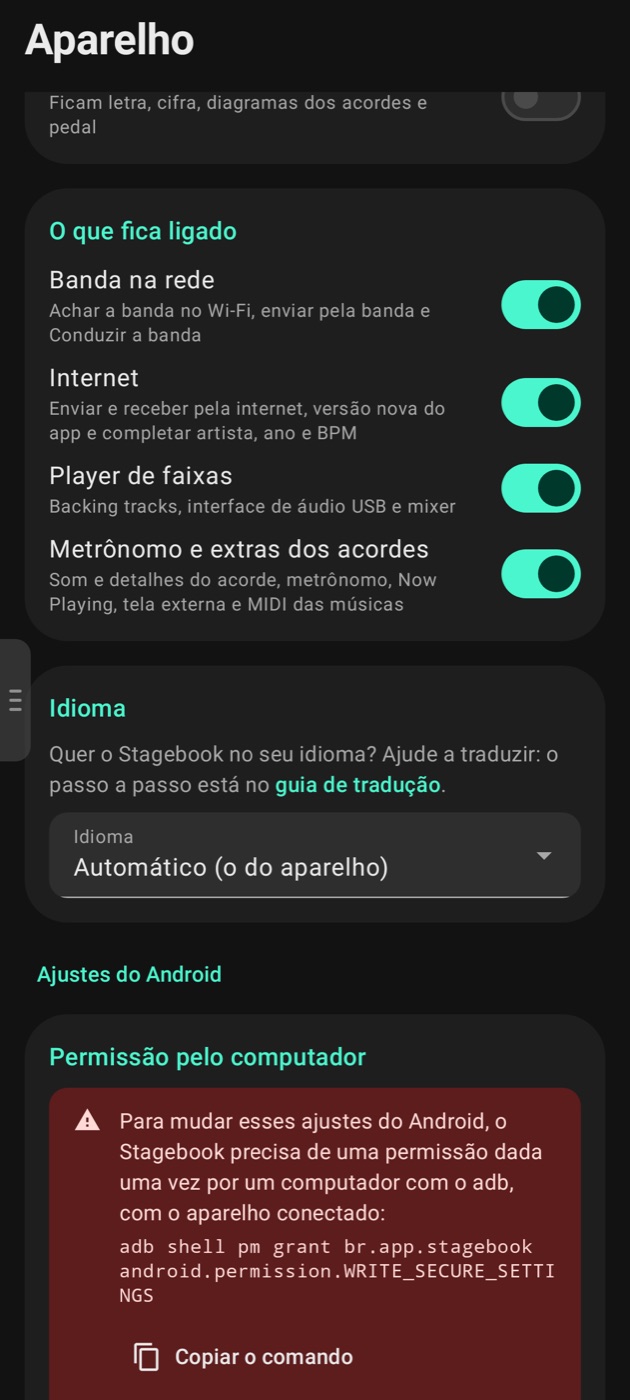 Aparelho
Ficam letra, cifra, diagramas dos acordes e
pedal
O que fica ligado
Banda na rede
Achar a banda no Wi-Fi, enviar pela banda e
Conduzir a banda
Internet
Enviar e receber pela internet, versão nova do
app e completar artista, ano e BPM
Player de faixas
Backing tracks, interface de áudio USB e mixer
Metrônomo e extras dos acordes
Som e detalhes do acorde, metrônomo, Now
Playing, tela externa e MIDI das músicas
Idioma
Quer o Stagebook no seu idioma? Ajude a traduzir: o
passo a passo está no guia de tradução.
Idioma
Automático (o do aparelho)
Ajustes do Android
Permissão pelo computador
Para mudar esses ajustes do Android, o
Stagebook precisa de uma permissão dada
uma vez por um computador com o adb,
com o aparelho conectado:
adb shell pm grant br.app.stagebook
android.permission.WRITE_SECURE_SETTI
NGS
Copiar o comando